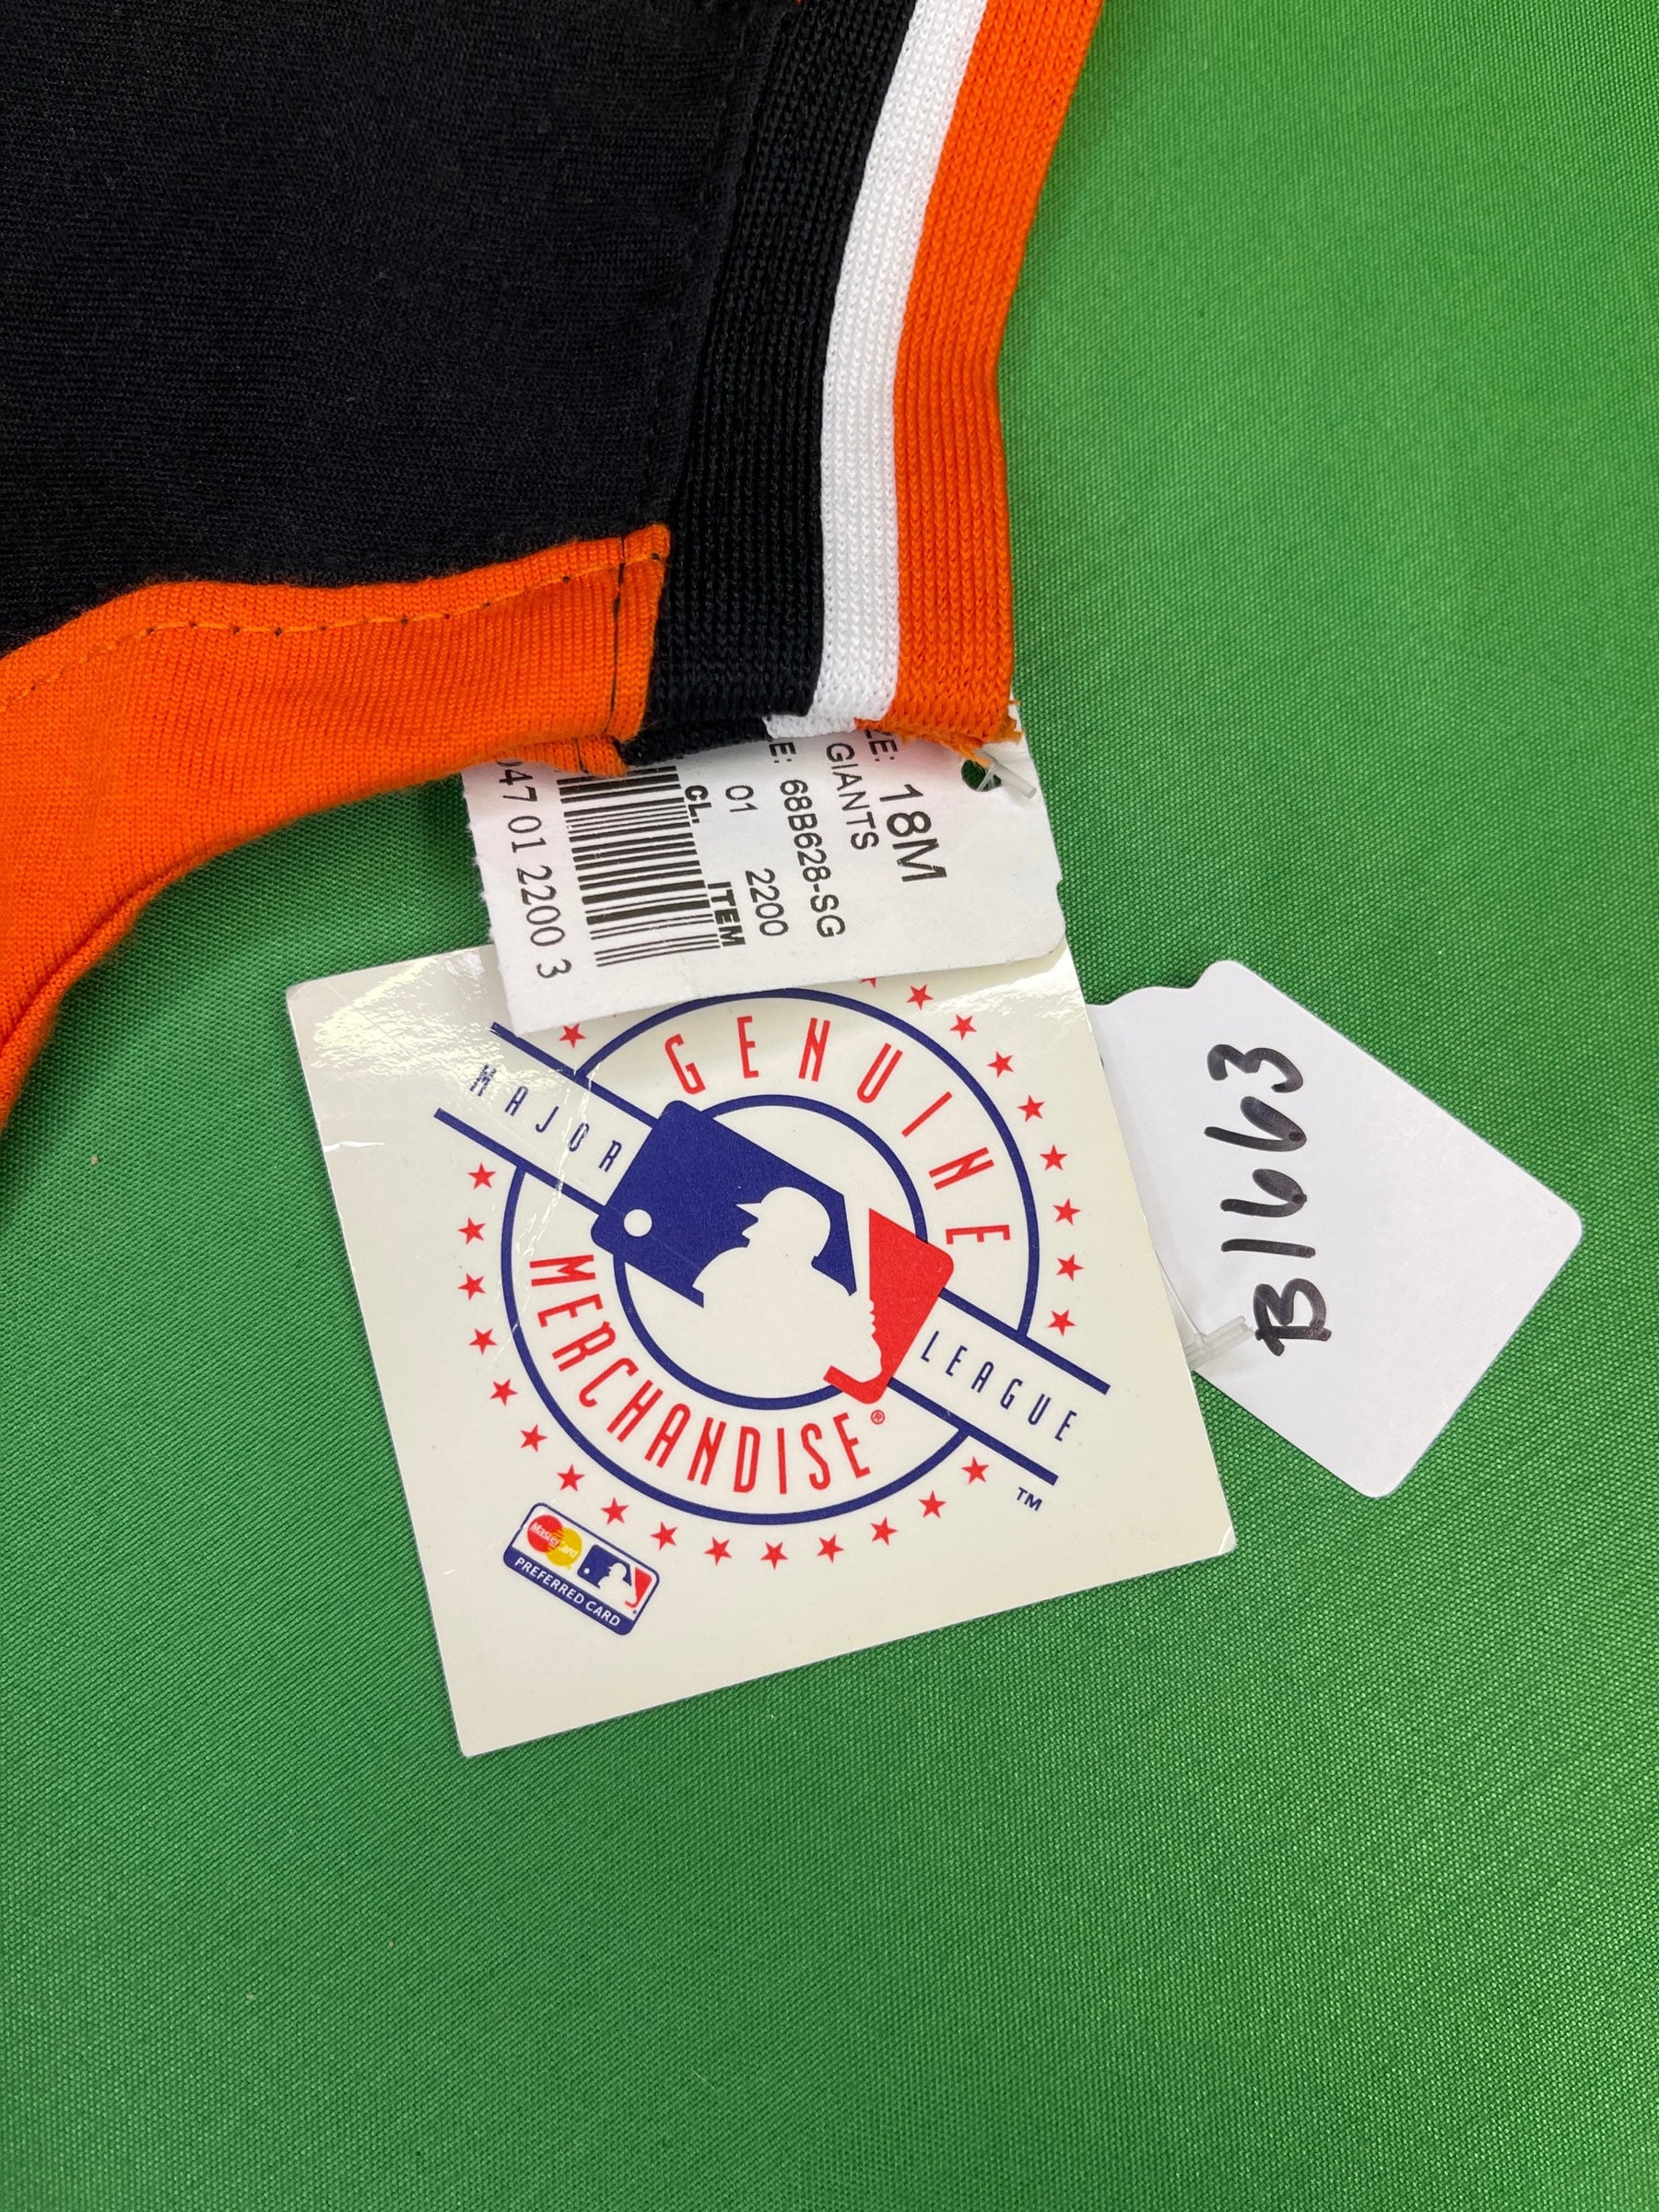 18M
GIANTS
68B628-SG
01 2200
CL. ITEM
47 01 2200 3
GENUINE
MAJOR LEAGUE
MERCHANDISE®
TM
MasterCard
PREFERRED CARD
B1663